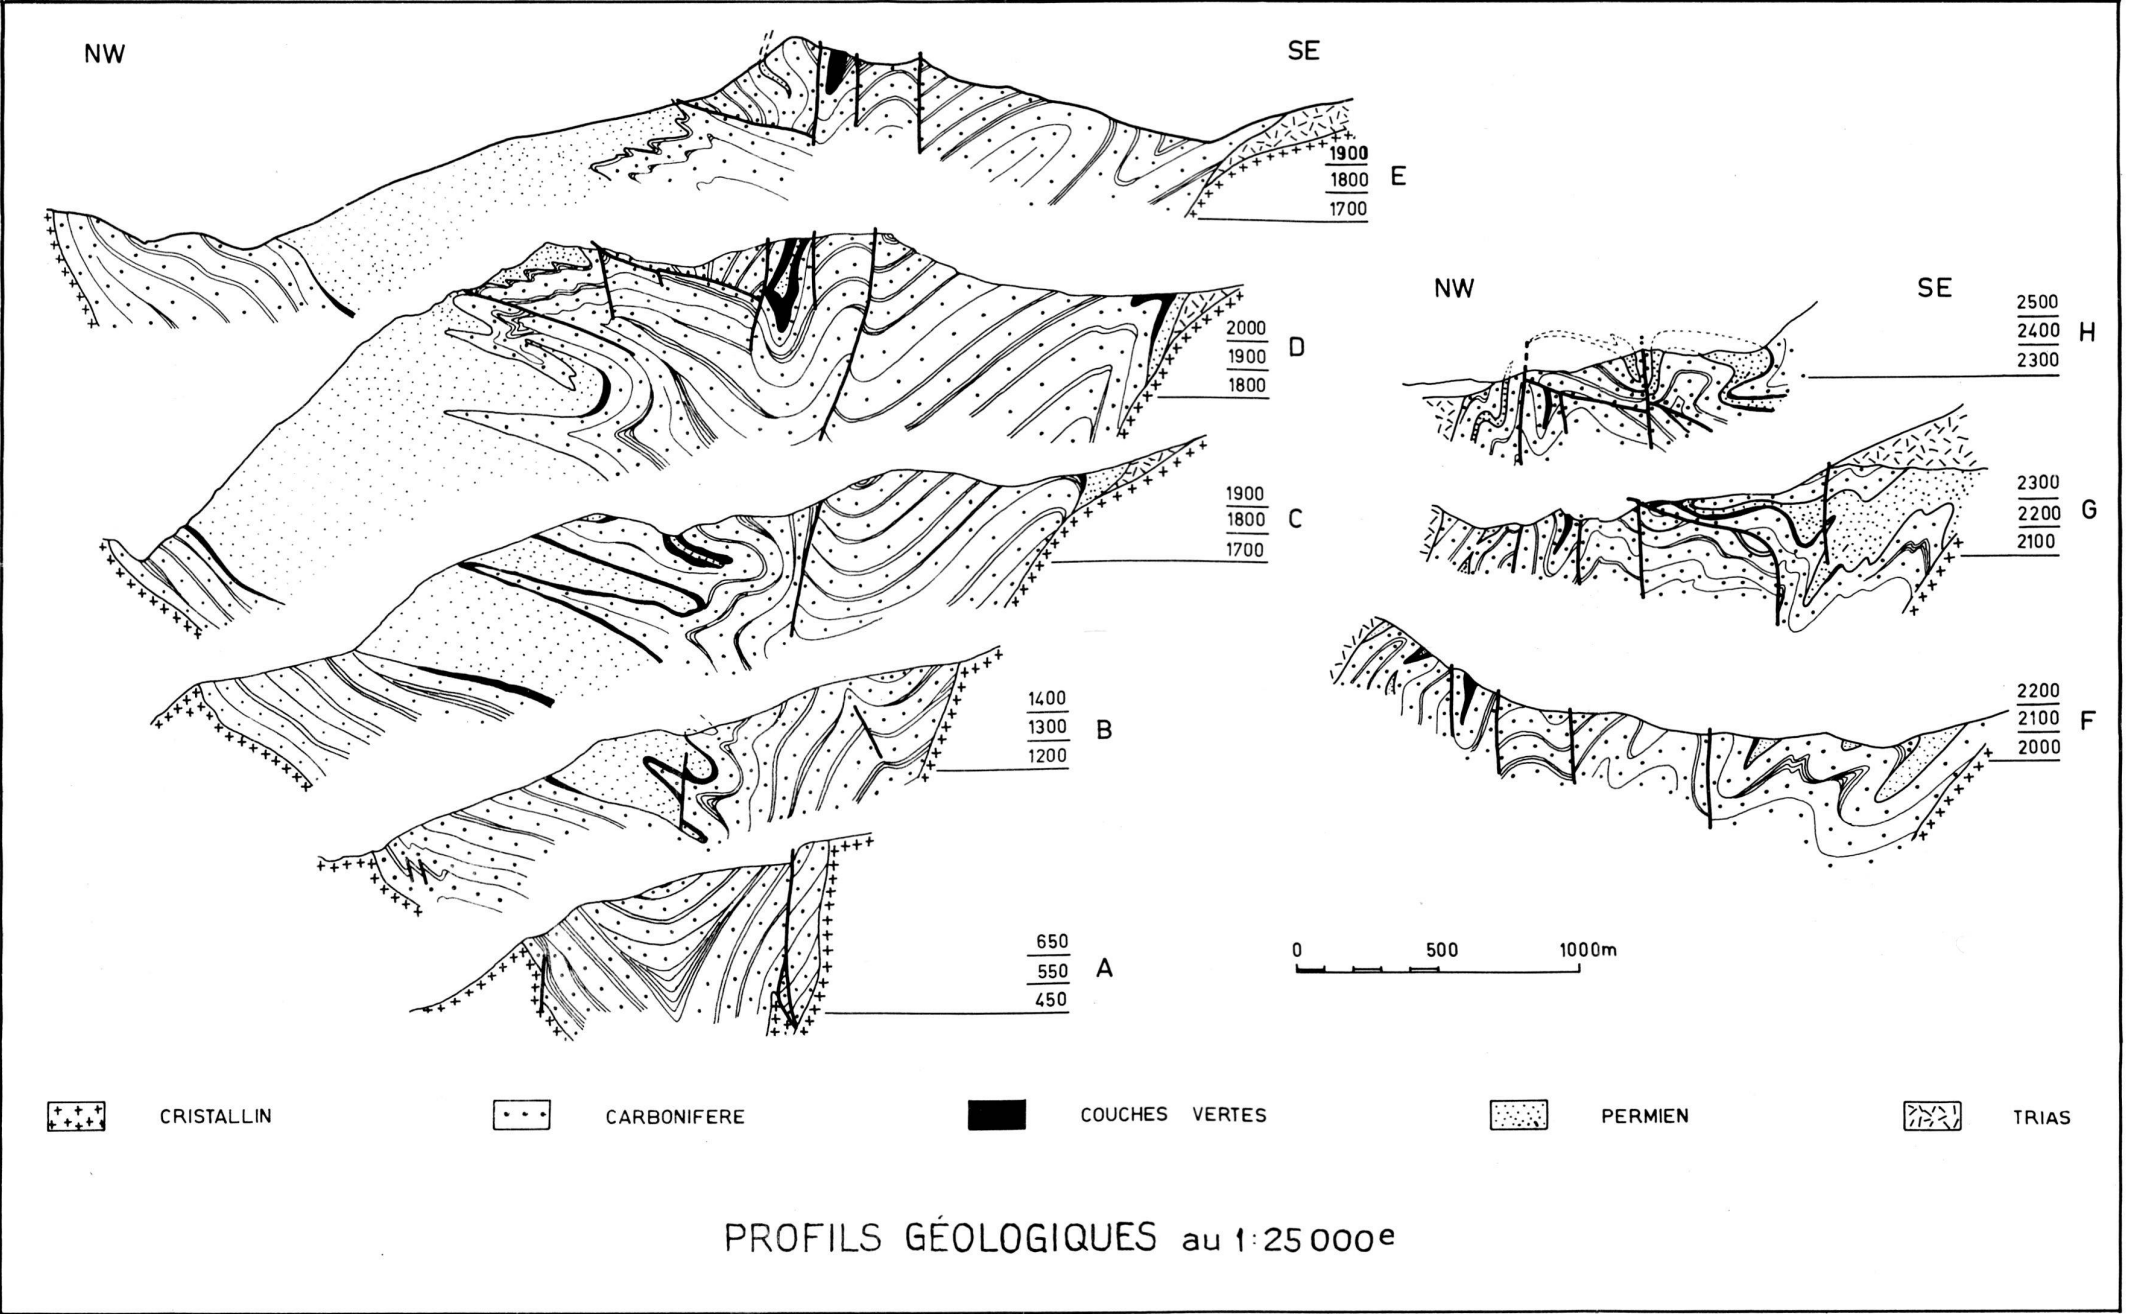 NW
SE
1900
1800
1700
E
2000
1900
1800
D
1900
1800
1700
C
1400
1300
1200
B
650
550
450
A
NW
SE
2500
2400
2300
H
2300
2200
2100
G
2200
2100
2000
F
0 500 1000m
CRISTALLIN CARBONIFERE COUCHES VERTES PERMIEN TRIAS
PROFILS GÉOLOGIQUES au 1:25000e